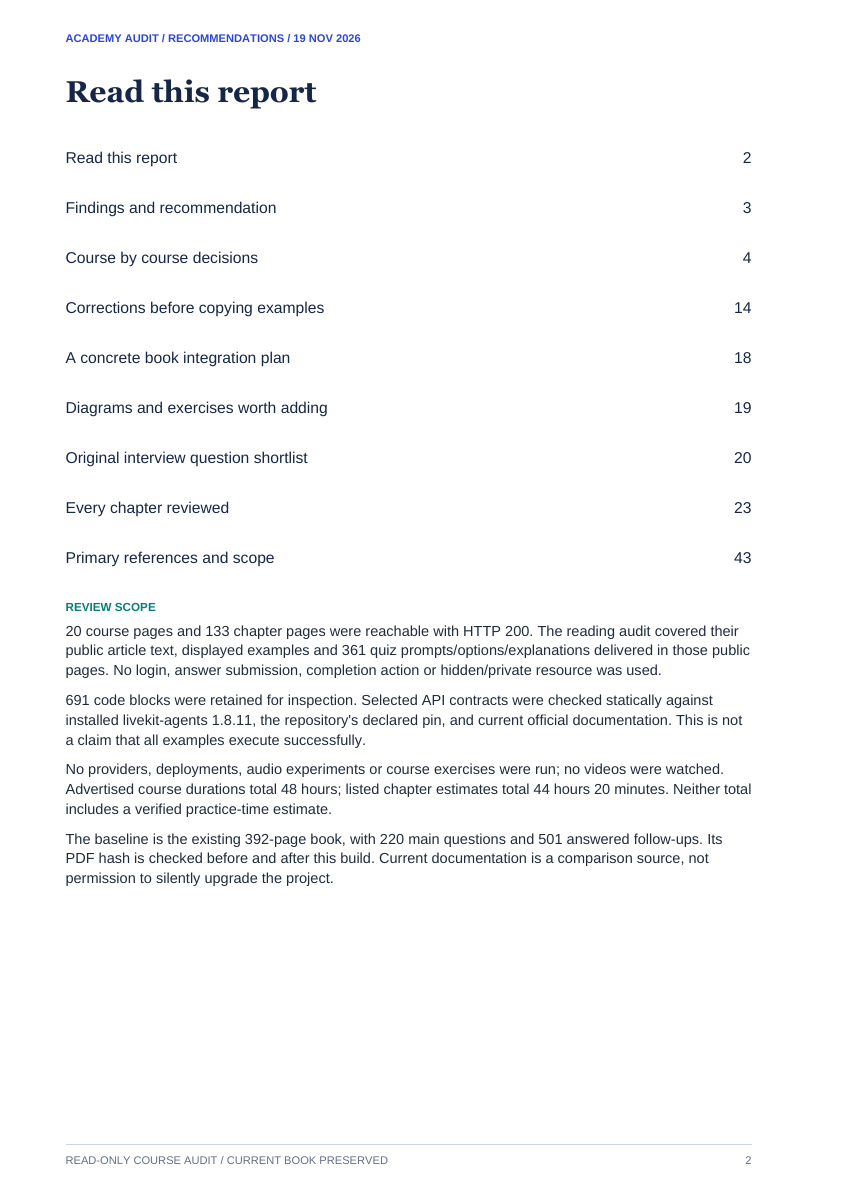 ACADEMY AUDIT / RECOMMENDATIONS / 19 NOV 2026
Read this report
Read this report 2
Findings and recommendation 3
Course by course decisions 4
Corrections before copying examples 14
A concrete book integration plan 18
Diagrams and exercises worth adding 19
Original interview question shortlist 20
Every chapter reviewed 23
Primary references and scope 43
REVIEW SCOPE
20 course pages and 133 chapter pages were reachable with HTTP 200. The reading audit covered their
public article text, displayed examples and 361 quiz prompts/options/explanations delivered in those public
pages. No login, answer submission, completion action or hidden/private resource was used.
691 code blocks were retained for inspection. Selected API contracts were checked statically against
installed livekit-agents 1.8.11, the repository's declared pin, and current official documentation. This is not
a claim that all examples execute successfully.
No providers, deployments, audio experiments or course exercises were run; no videos were watched.
Advertised course durations total 48 hours; listed chapter estimates total 44 hours 20 minutes. Neither total
includes a verified practice-time estimate.
The baseline is the existing 392-page book, with 220 main questions and 501 answered follow-ups. Its
PDF hash is checked before and after this build. Current documentation is a comparison source, not
permission to silently upgrade the project.
READ-ONLY COURSE AUDIT / CURRENT BOOK PRESERVED 2